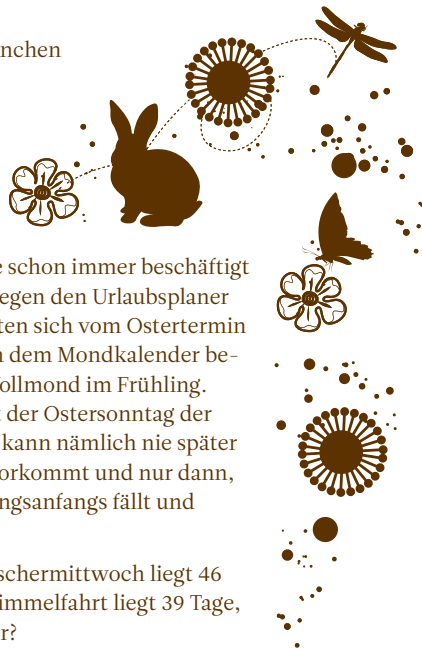 nchen
e schon immer beschäftigt
egen den Urlaubsplaner
ten sich vom Ostertermin
n dem Mondkalender be-
ollmond im Frühling.
t der Ostersonntag der
kann nämlich nie später
orkommt und nur dann,
ngsanfangs fällt und
schermittwoch liegt 46
immelfahrt liegt 39 Tage,
r?